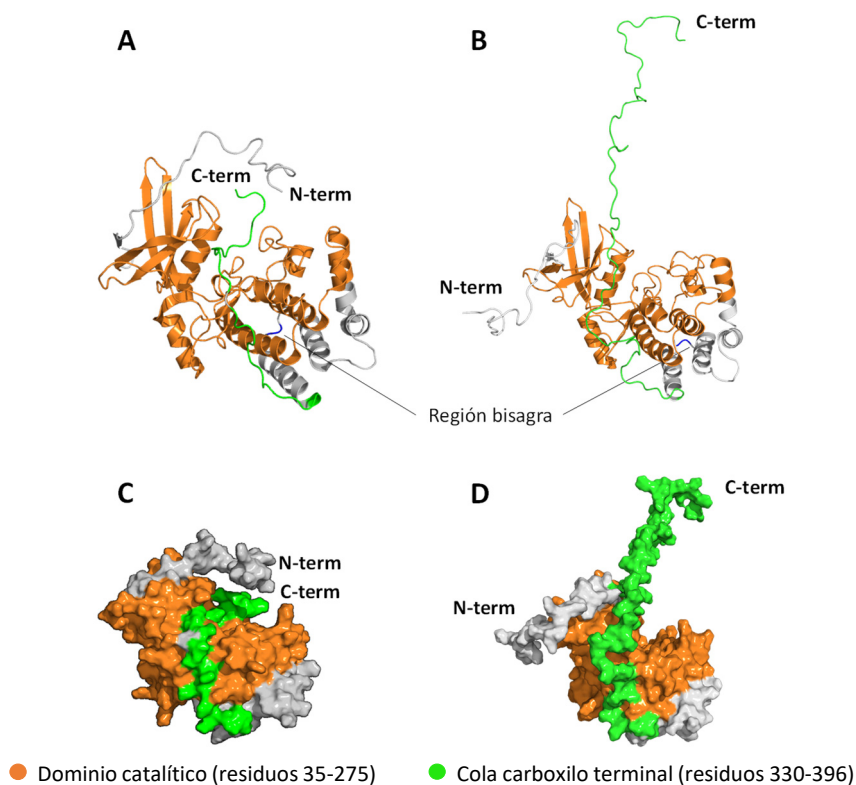 A
B
C-term
C-term
N-term
N-term
Región bisagra
C
D
C-term
N-term
C-term
N-term
Dominio catalítico (residuos 35-275)
Cola carboxilo terminal (residuos 330-396)